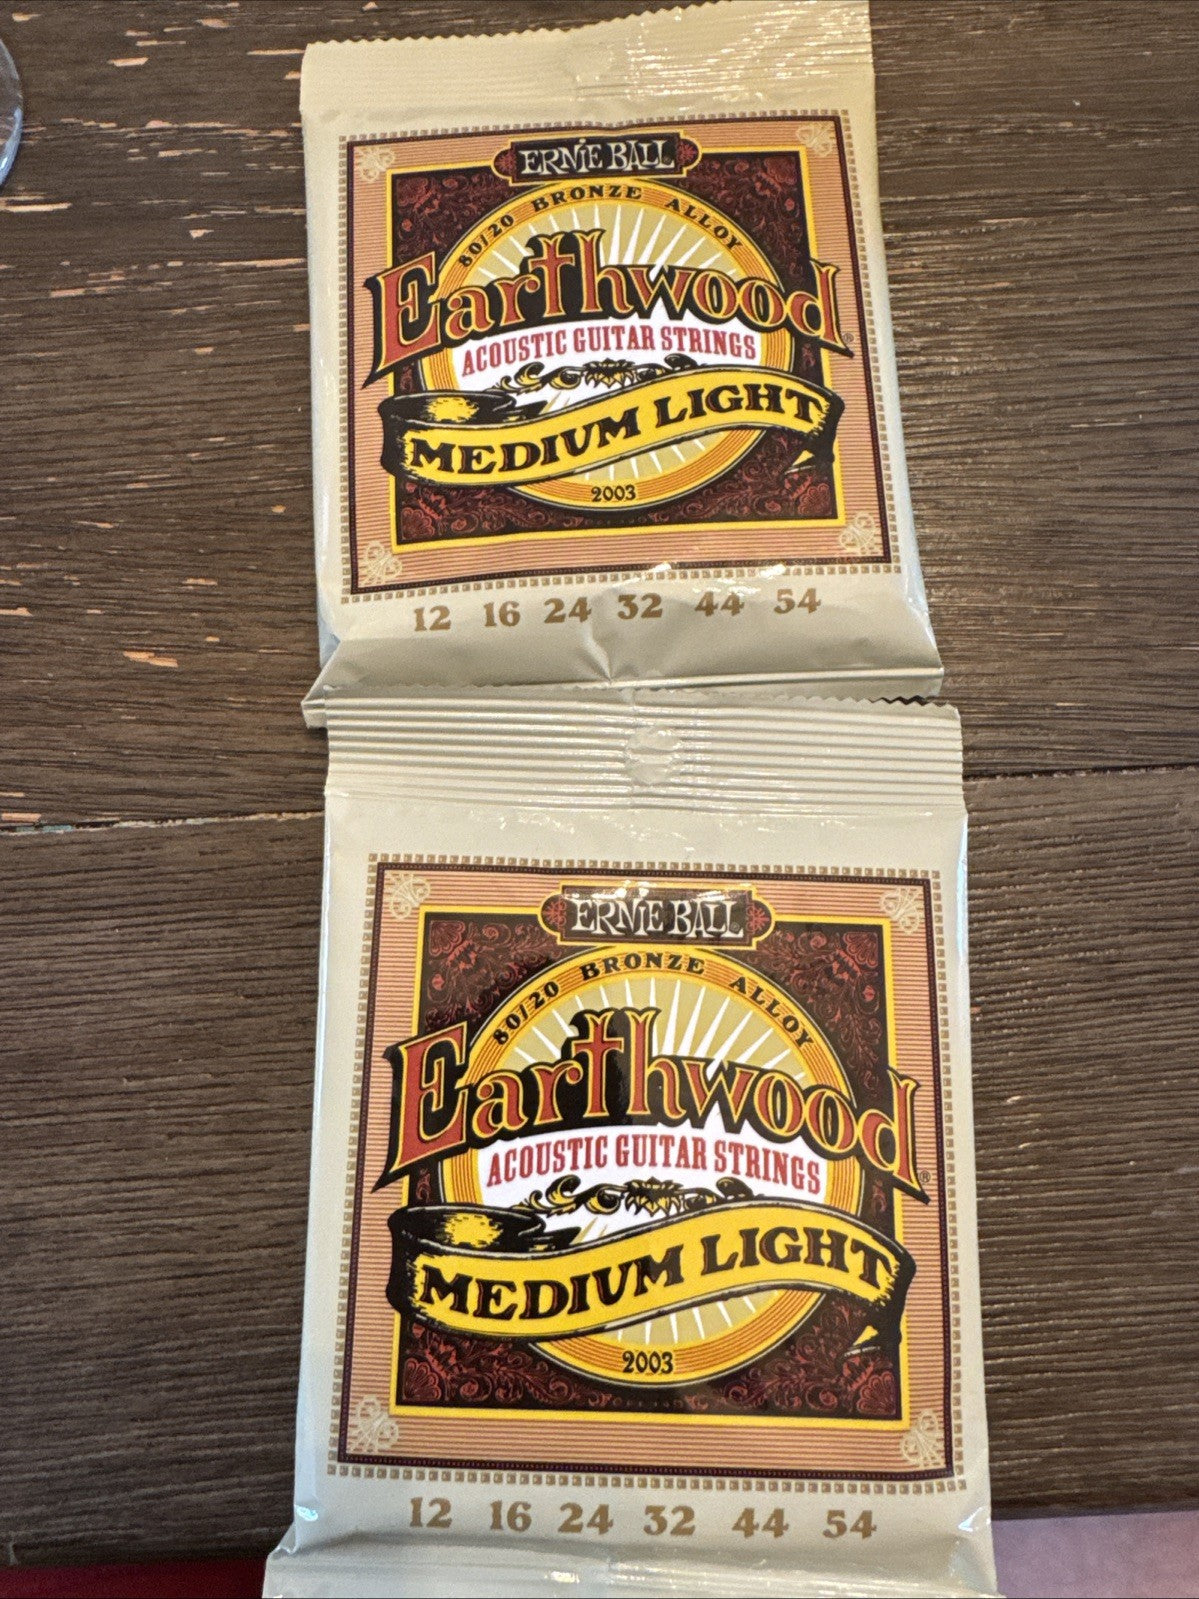 ERNIE BALL
80/20 BRONZE ALLOY
Earthwood®
ACOUSTIC GUITAR STRINGS
MEDIUM LIGHT
2003
12 16 24 32 44 54
ERNIE BALL
80/20 BRONZE ALLOY
Earthwood®
ACOUSTIC GUITAR STRINGS
MEDIUM LIGHT
2003
12 16 24 32 44 54